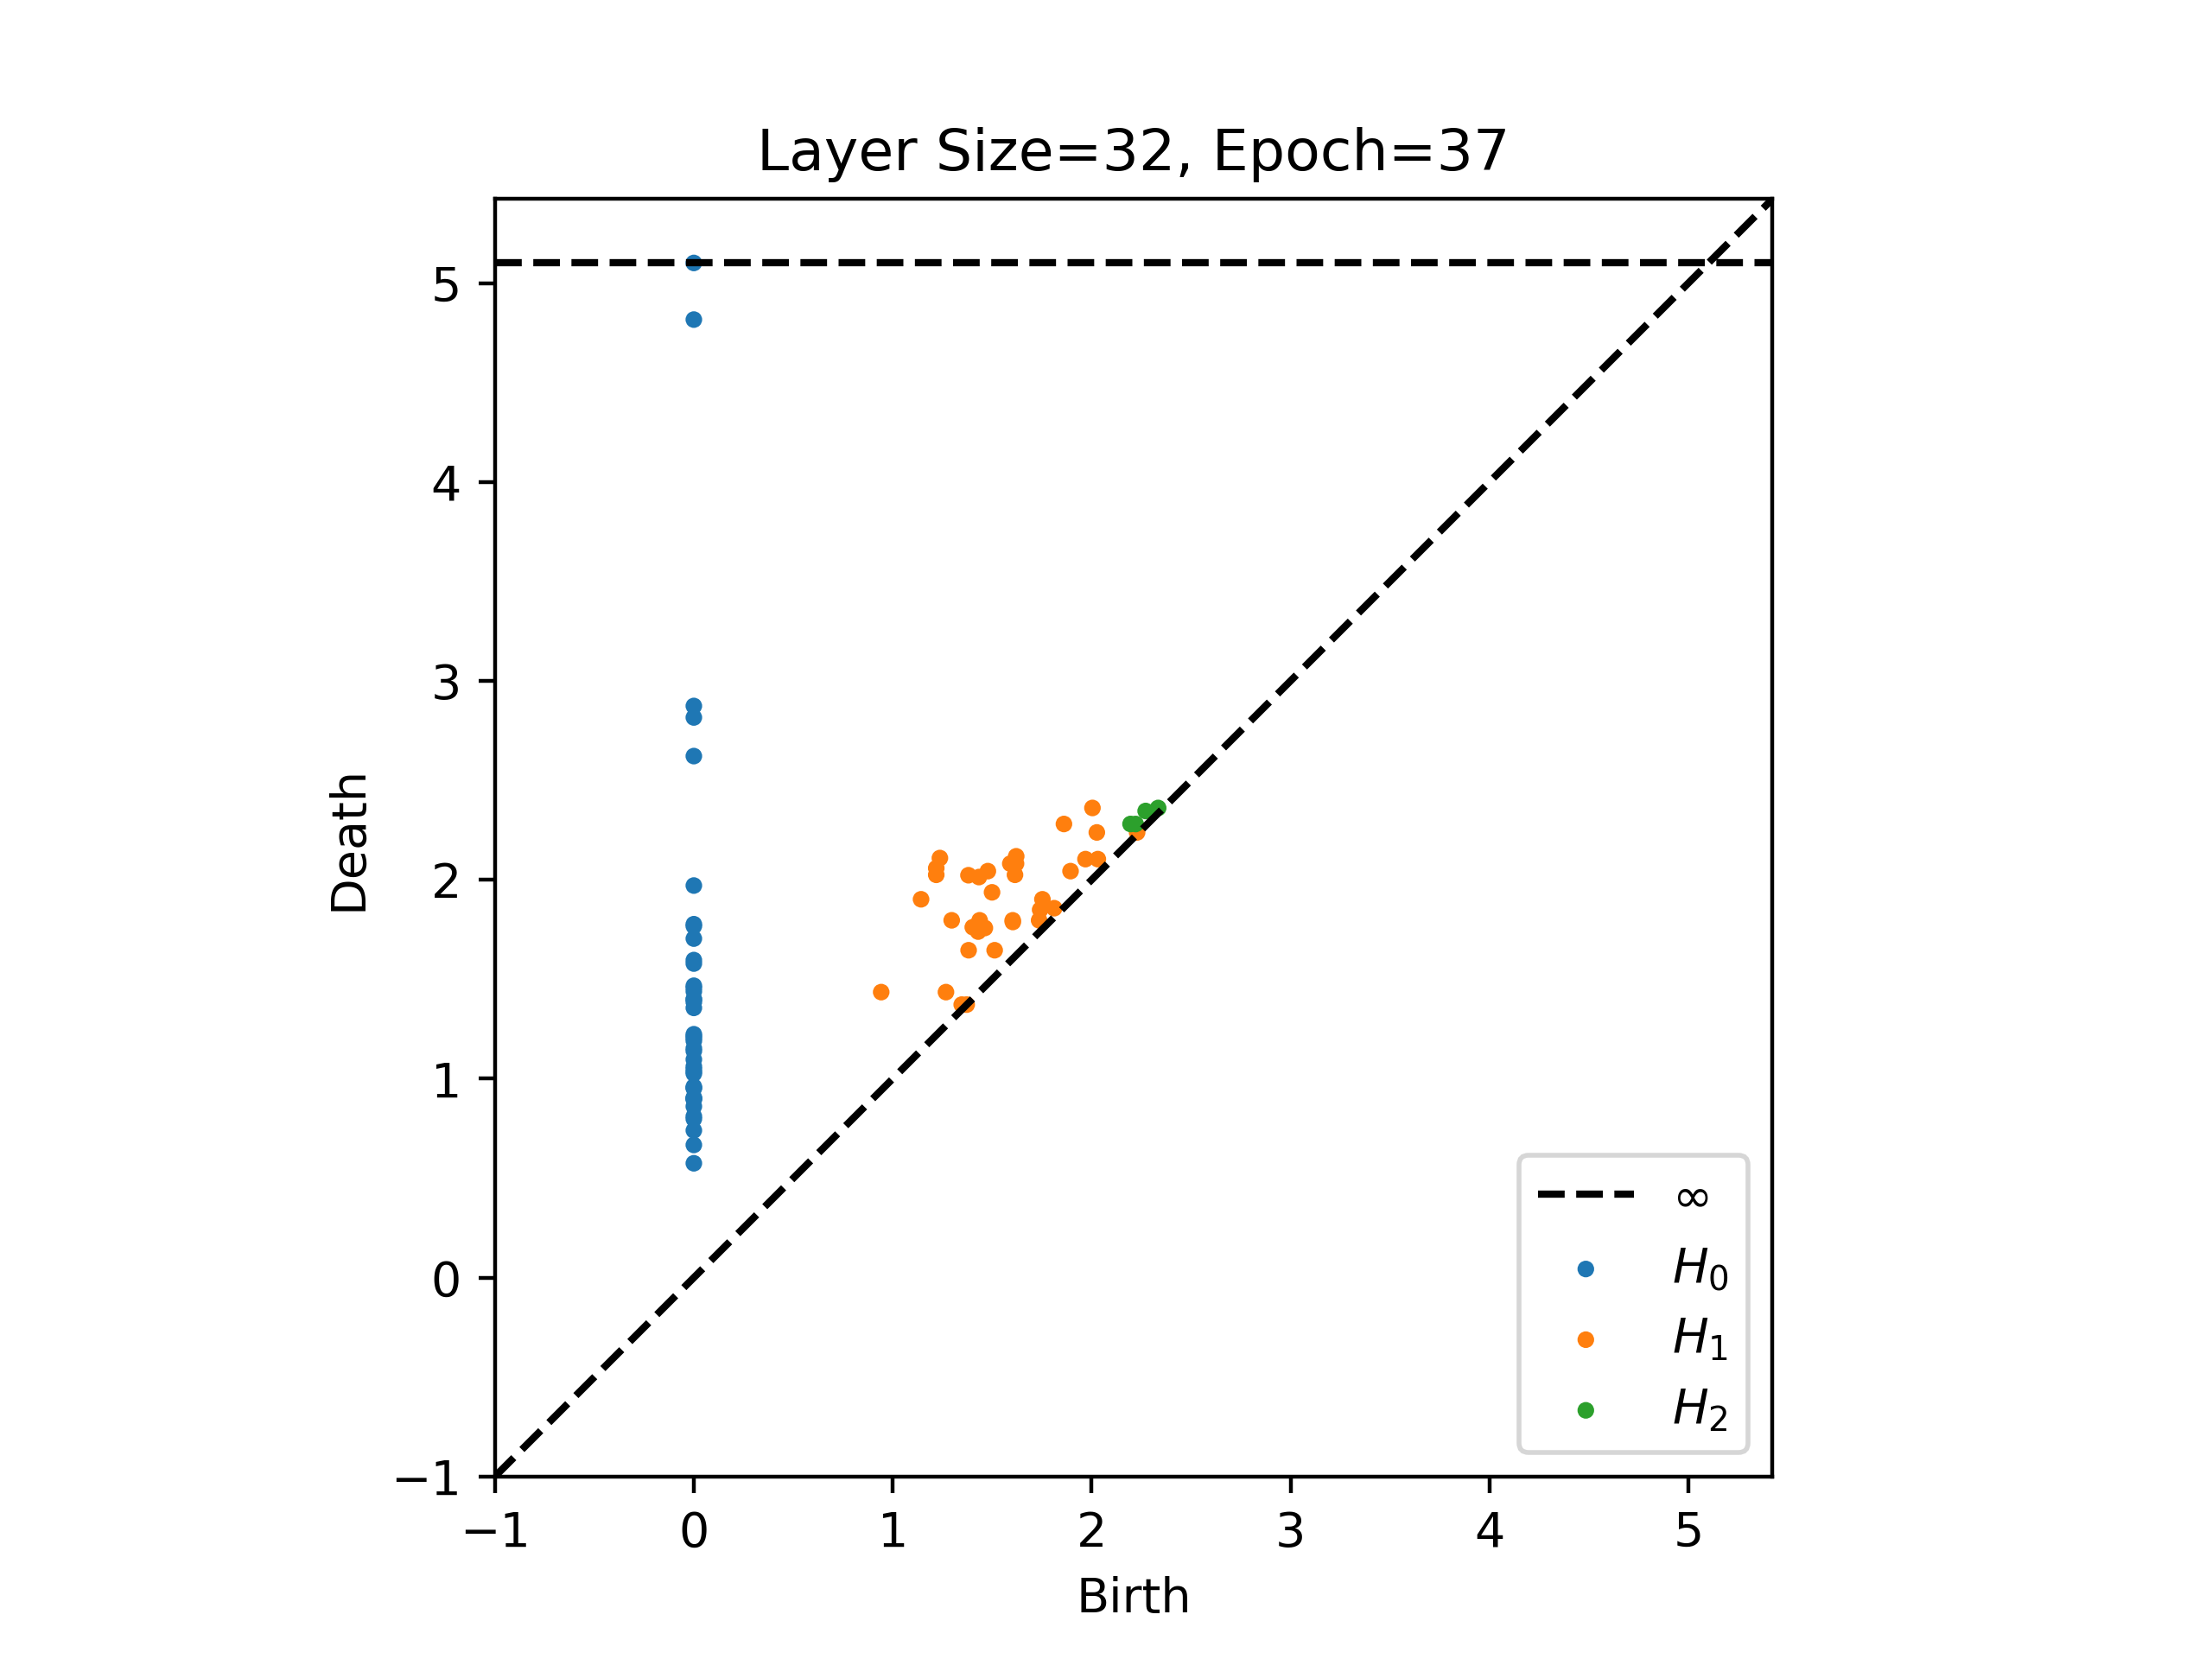 Layer Size=32, Epoch=37
5
4
3
2
1
0
−1
Death
−1 0 1 2 3 4 5
Birth
∞
H₀
H₁
H₂